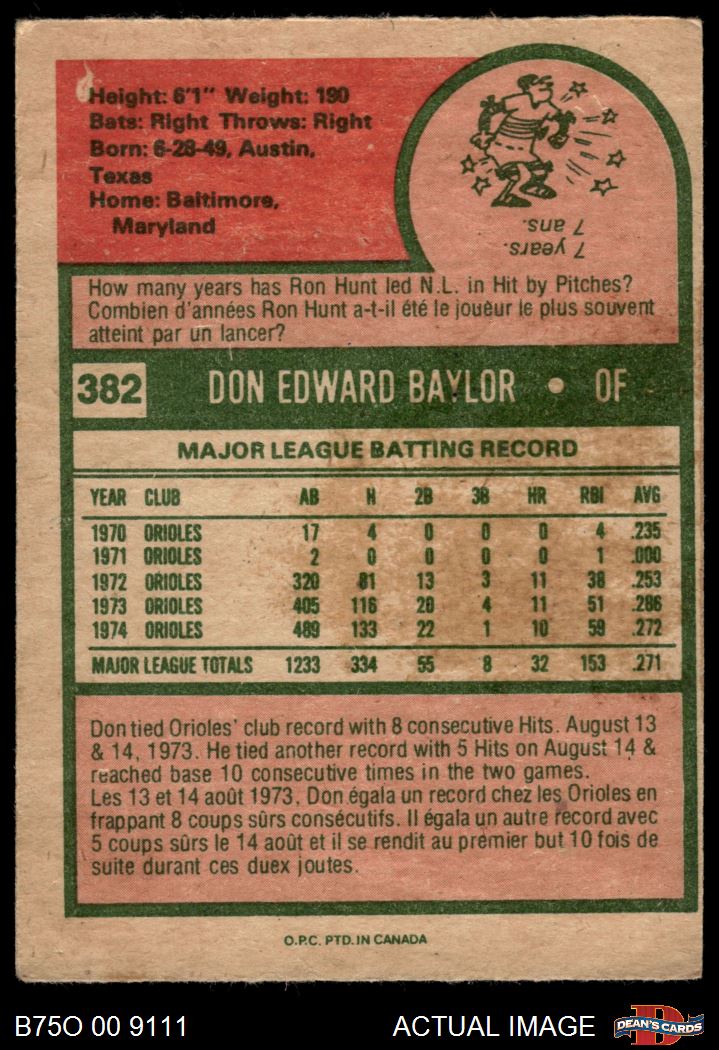 Height: 6'1" Weight: 190
Bats: Right Throws: Right
Born: 6-28-49, Austin,
Texas
Home: Baltimore,
Maryland
7 years.
7 ans.
How many years has Ron Hunt led N.L. in Hit by Pitches?
Combien d'années Ron Hunt a-t-il été le joueur le plus souvent
atteint par un lancer?
382 DON EDWARD BAYLOR • OF
MAJOR LEAGUE BATTING RECORD
YEAR CLUB AB H 2B 3B HR RBI AVG
1970 ORIOLES 17 4 0 0 0 4 .235
1971 ORIOLES 2 0 0 0 0 1 .000
1972 ORIOLES 320 81 13 3 11 38 .253
1973 ORIOLES 405 116 20 4 11 51 .286
1974 ORIOLES 489 133 22 1 10 59 .272
MAJOR LEAGUE TOTALS 1233 334 55 8 32 153 .271
Don tied Orioles' club record with 8 consecutive Hits. August 13
& 14, 1973. He tied another record with 5 Hits on August 14 &
reached base 10 consecutive times in the two games.
Les 13 et 14 août 1973, Don égala un record chez les Orioles en
frappant 8 coups sûrs consécutifs. Il égala un autre record avec
5 coups sûrs le 14 août et il se rendit au premier but 10 fois de
suite durant ces duex joutes.
O.P.C. PTD. IN CANADA
B75O 00 9111 ACTUAL IMAGE DEAN'S CARDS